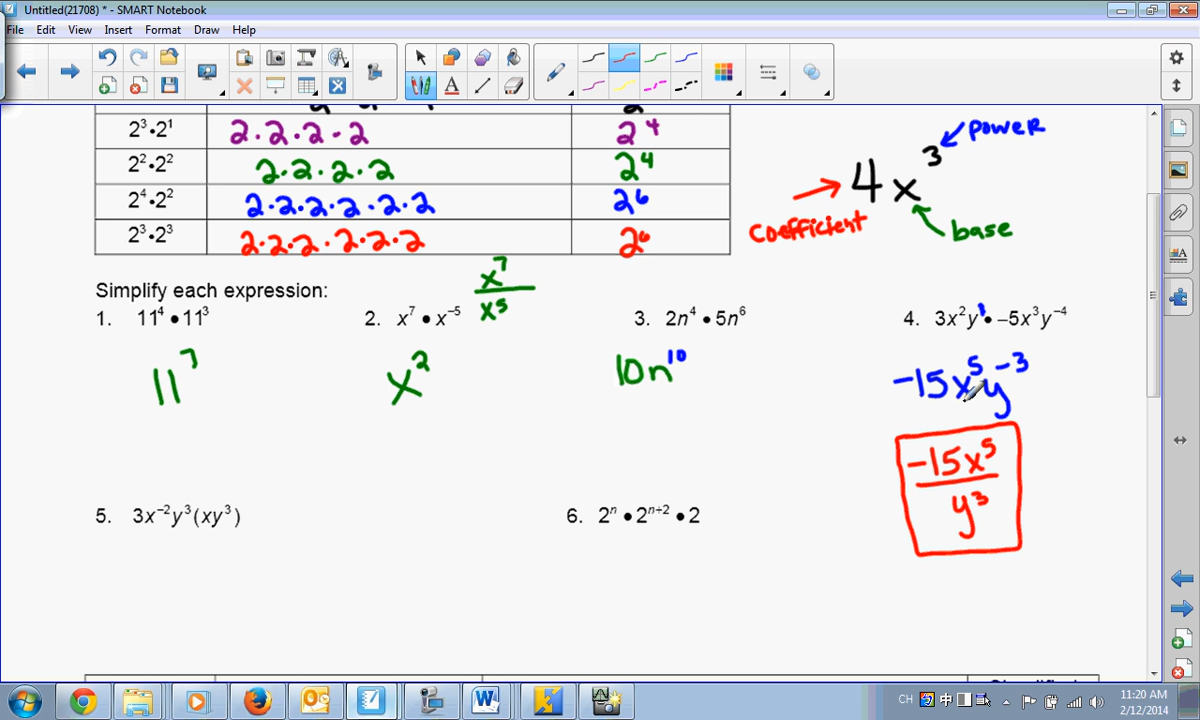 Untitled(21708) * - SMART Notebook
File Edit View Insert Format Draw Help
2³•2¹ 2·2·2·2 2⁴
2²•2² 2·2·2·2 2⁴
2⁴•2² 2·2·2·2·2·2 2⁶
2³•2³ 2·2·2·2·2·2 2⁶
4x³
power
Coefficient
base
Simplify each expression:
x⁷/x⁵
1. 11⁴ • 11³ 2. x⁷ • x⁻⁵ 3. 2n⁴ • 5n⁶ 4. 3x²y¹ • −5x³y⁻⁴
11⁷ x² 10n¹⁰ -15x⁵y⁻³
-15x⁵/y³
5. 3x⁻²y³(xy³) 6. 2ⁿ • 2ⁿ⁺² • 2
CH 中 11:20 AM
2/12/2014